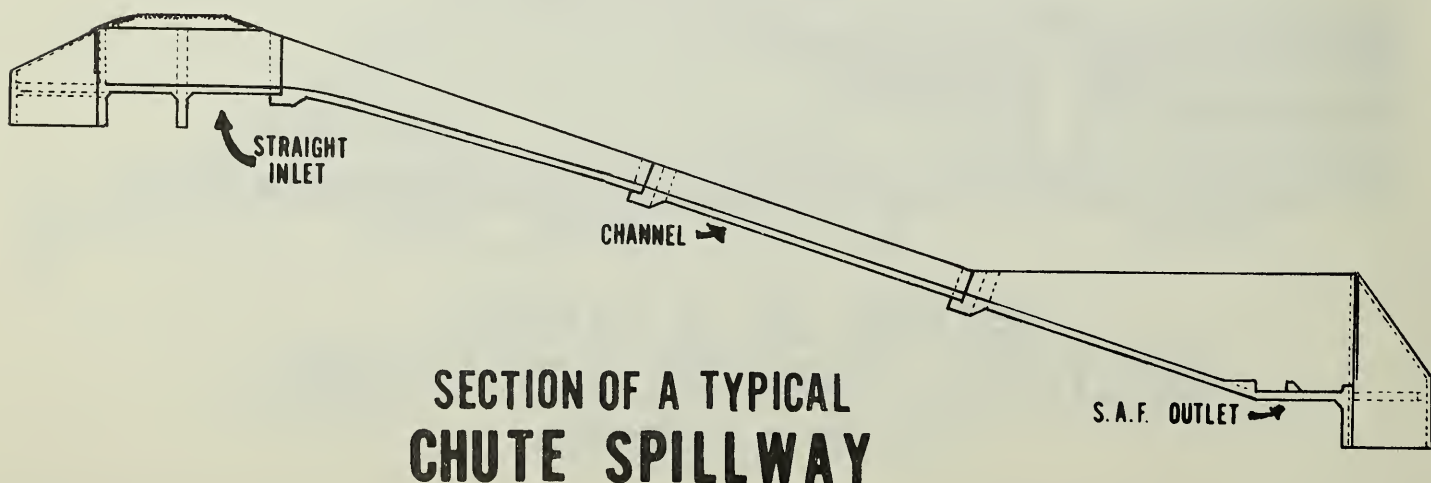 STRAIGHT
INLET
CHANNEL
S.A.F. OUTLET
SECTION OF A TYPICAL
CHUTE SPILLWAY